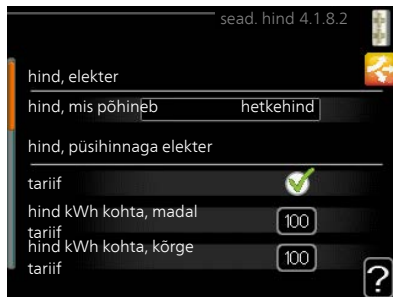 sead. hind 4.1.8.2
hind, elekter
hind, mis põhineb hetkehind
hind, püsihinnaga elekter
tariif
hind kWh kohta, madal
tariif
100
hind kWh kohta, kõrge
tariif
100
?